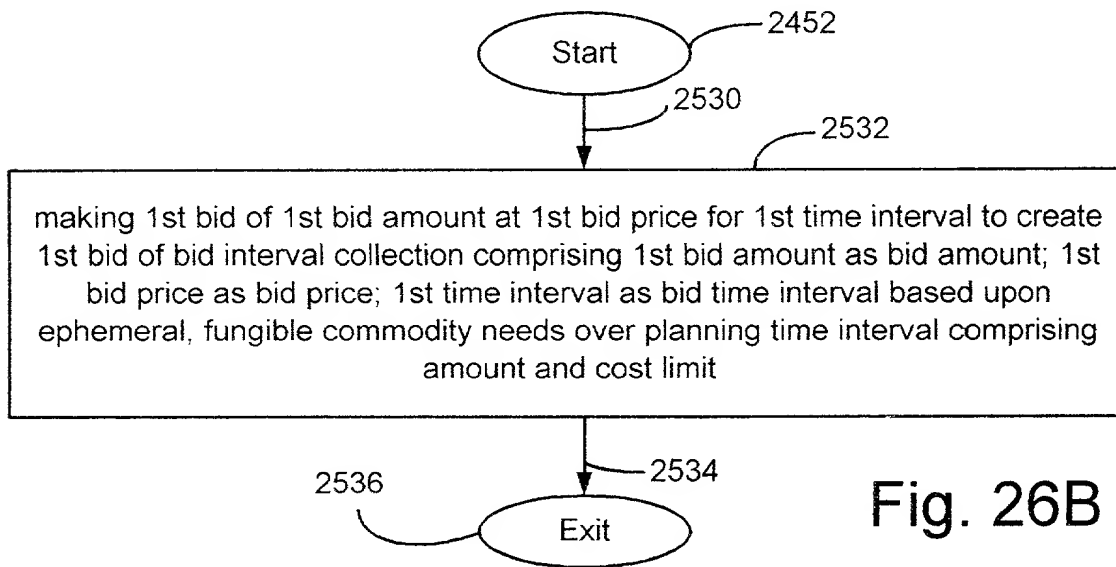 2452
Start
2530
2532
making 1st bid of 1st bid amount at 1st bid price for 1st time interval to create
1st bid of bid interval collection comprising 1st bid amount as bid amount; 1st
bid price as bid price; 1st time interval as bid time interval based upon
ephemeral, fungible commodity needs over planning time interval comprising
amount and cost limit
2534
2536
Exit
Fig. 26B